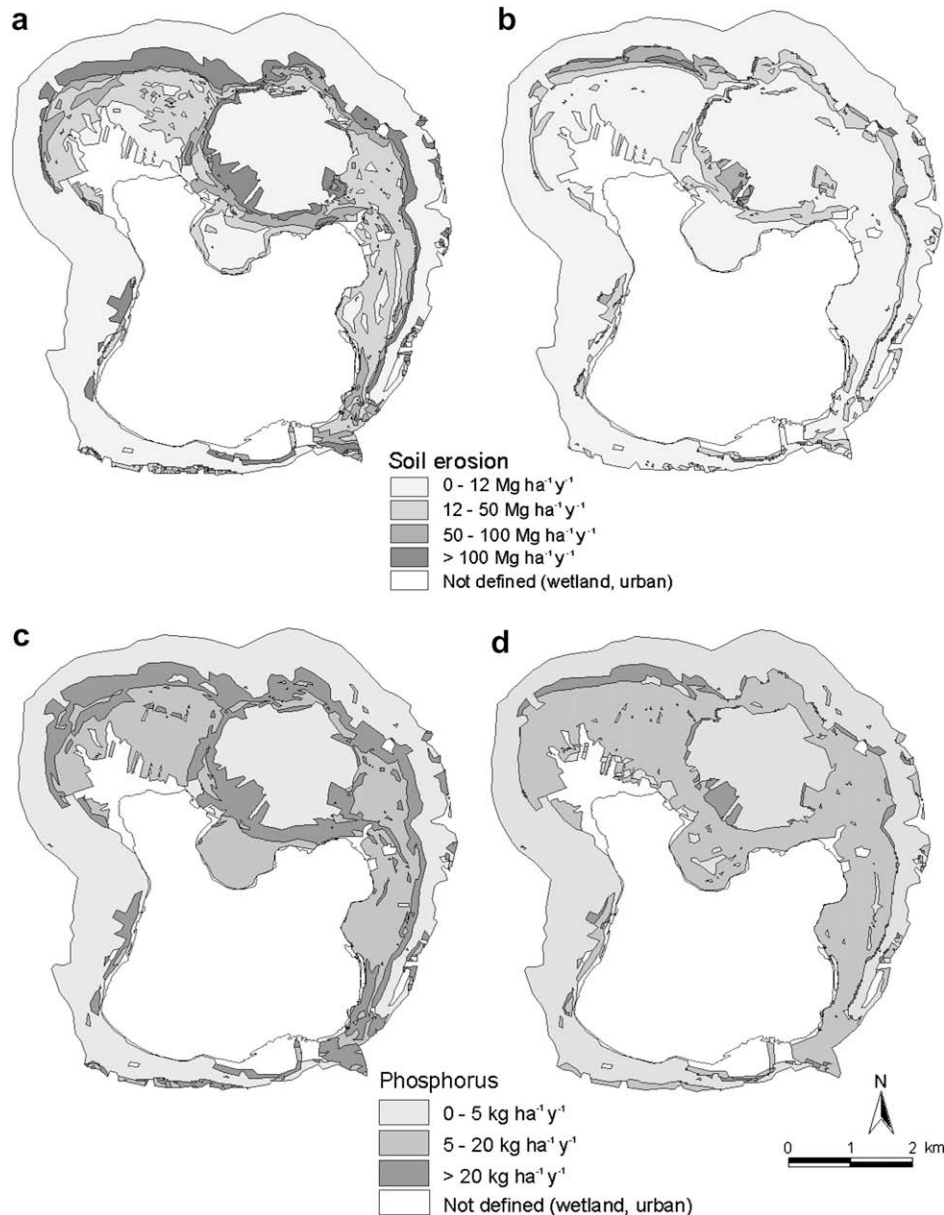 a
b
Soil erosion
0 - 12 Mg ha⁻¹ y⁻¹
12 - 50 Mg ha⁻¹ y⁻¹
50 - 100 Mg ha⁻¹ y⁻¹
> 100 Mg ha⁻¹ y⁻¹
Not defined (wetland, urban)
c
d
Phosphorus
0 - 5 kg ha⁻¹ y⁻¹
5 - 20 kg ha⁻¹ y⁻¹
> 20 kg ha⁻¹ y⁻¹
Not defined (wetland, urban)
N
0 1 2 km